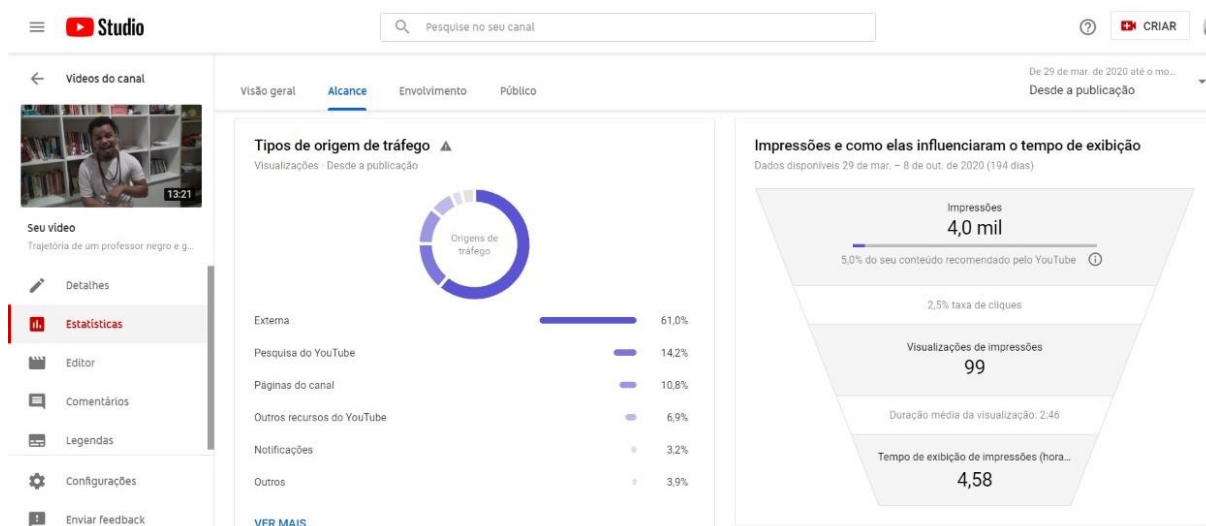 Studio
Pesquise no seu canal
CRIAR
Vídeos do canal
13:21
Seu vídeo
Trajetória de um professor negro e g...
Detalhes
Estatísticas
Editor
Comentários
Legendas
Configurações
Enviar feedback
Visão geral
Alcance
Envolvimento
Público
De 29 de mar. de 2020 até o mo...
Desde a publicação
Tipos de origem de tráfego
Visualizações · Desde a publicação
Origens de
tráfego
Externa 61,0%
Pesquisa do YouTube 14,2%
Páginas do canal 10,8%
Outros recursos do YouTube 6,9%
Notificações 3,2%
Outros 3,9%
VER MAIS
Impressões e como elas influenciaram o tempo de exibição
Dados disponíveis 29 de mar. – 8 de out. de 2020 (194 dias)
Impressões
4,0 mil
5,0% do seu conteúdo recomendado pelo YouTube
2,5% taxa de cliques
Visualizações de impressões
99
Duração média da visualização: 2:46
Tempo de exibição de impressões (hora...
4,58